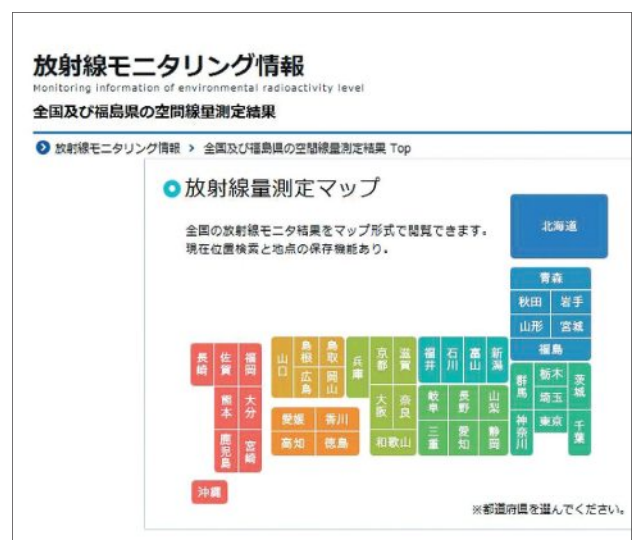 放射線モニタリング情報
Monitoring information of environmental radioactivity level
全国及び福島県の空間線量測定結果
放射線モニタリング情報 › 全国及び福島県の空間線量測定結果 Top
放射線量測定マップ
全国の放射線モニタ結果をマップ形式で閲覧できます。
現在位置検索と地点の保存機能あり。
北海道
青森
秋田 岩手
山形 宮城
福島
長崎 佐賀 福岡 山口 島根 鳥取 兵庫 京都 滋賀 福井 石川 富山 新潟 群馬 栃木 茨城
広島 岡山 埼玉
熊本 大分 愛媛 香川 大阪 奈良 岐阜 長野 山梨 神奈川 東京 千葉
鹿児島 宮崎 高知 徳島 和歌山 三重 愛知 静岡
沖縄
※都道府県を選んでください。